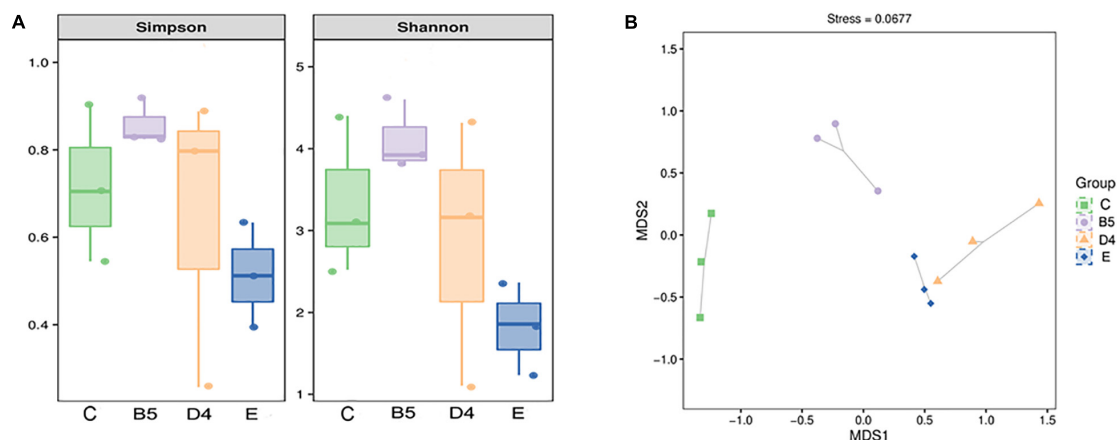 A
Simpson
1.0
0.8
0.6
0.4
C B5 D4 E
Shannon
5
4
3
2
1
C B5 D4 E
B
Stress = 0.0677
MDS2
1.5
1.0
0.5
0.0
−0.5
−1.0
−1.0 −0.5 0.0 0.5 1.0 1.5
MDS1
Group
C
B5
D4
E